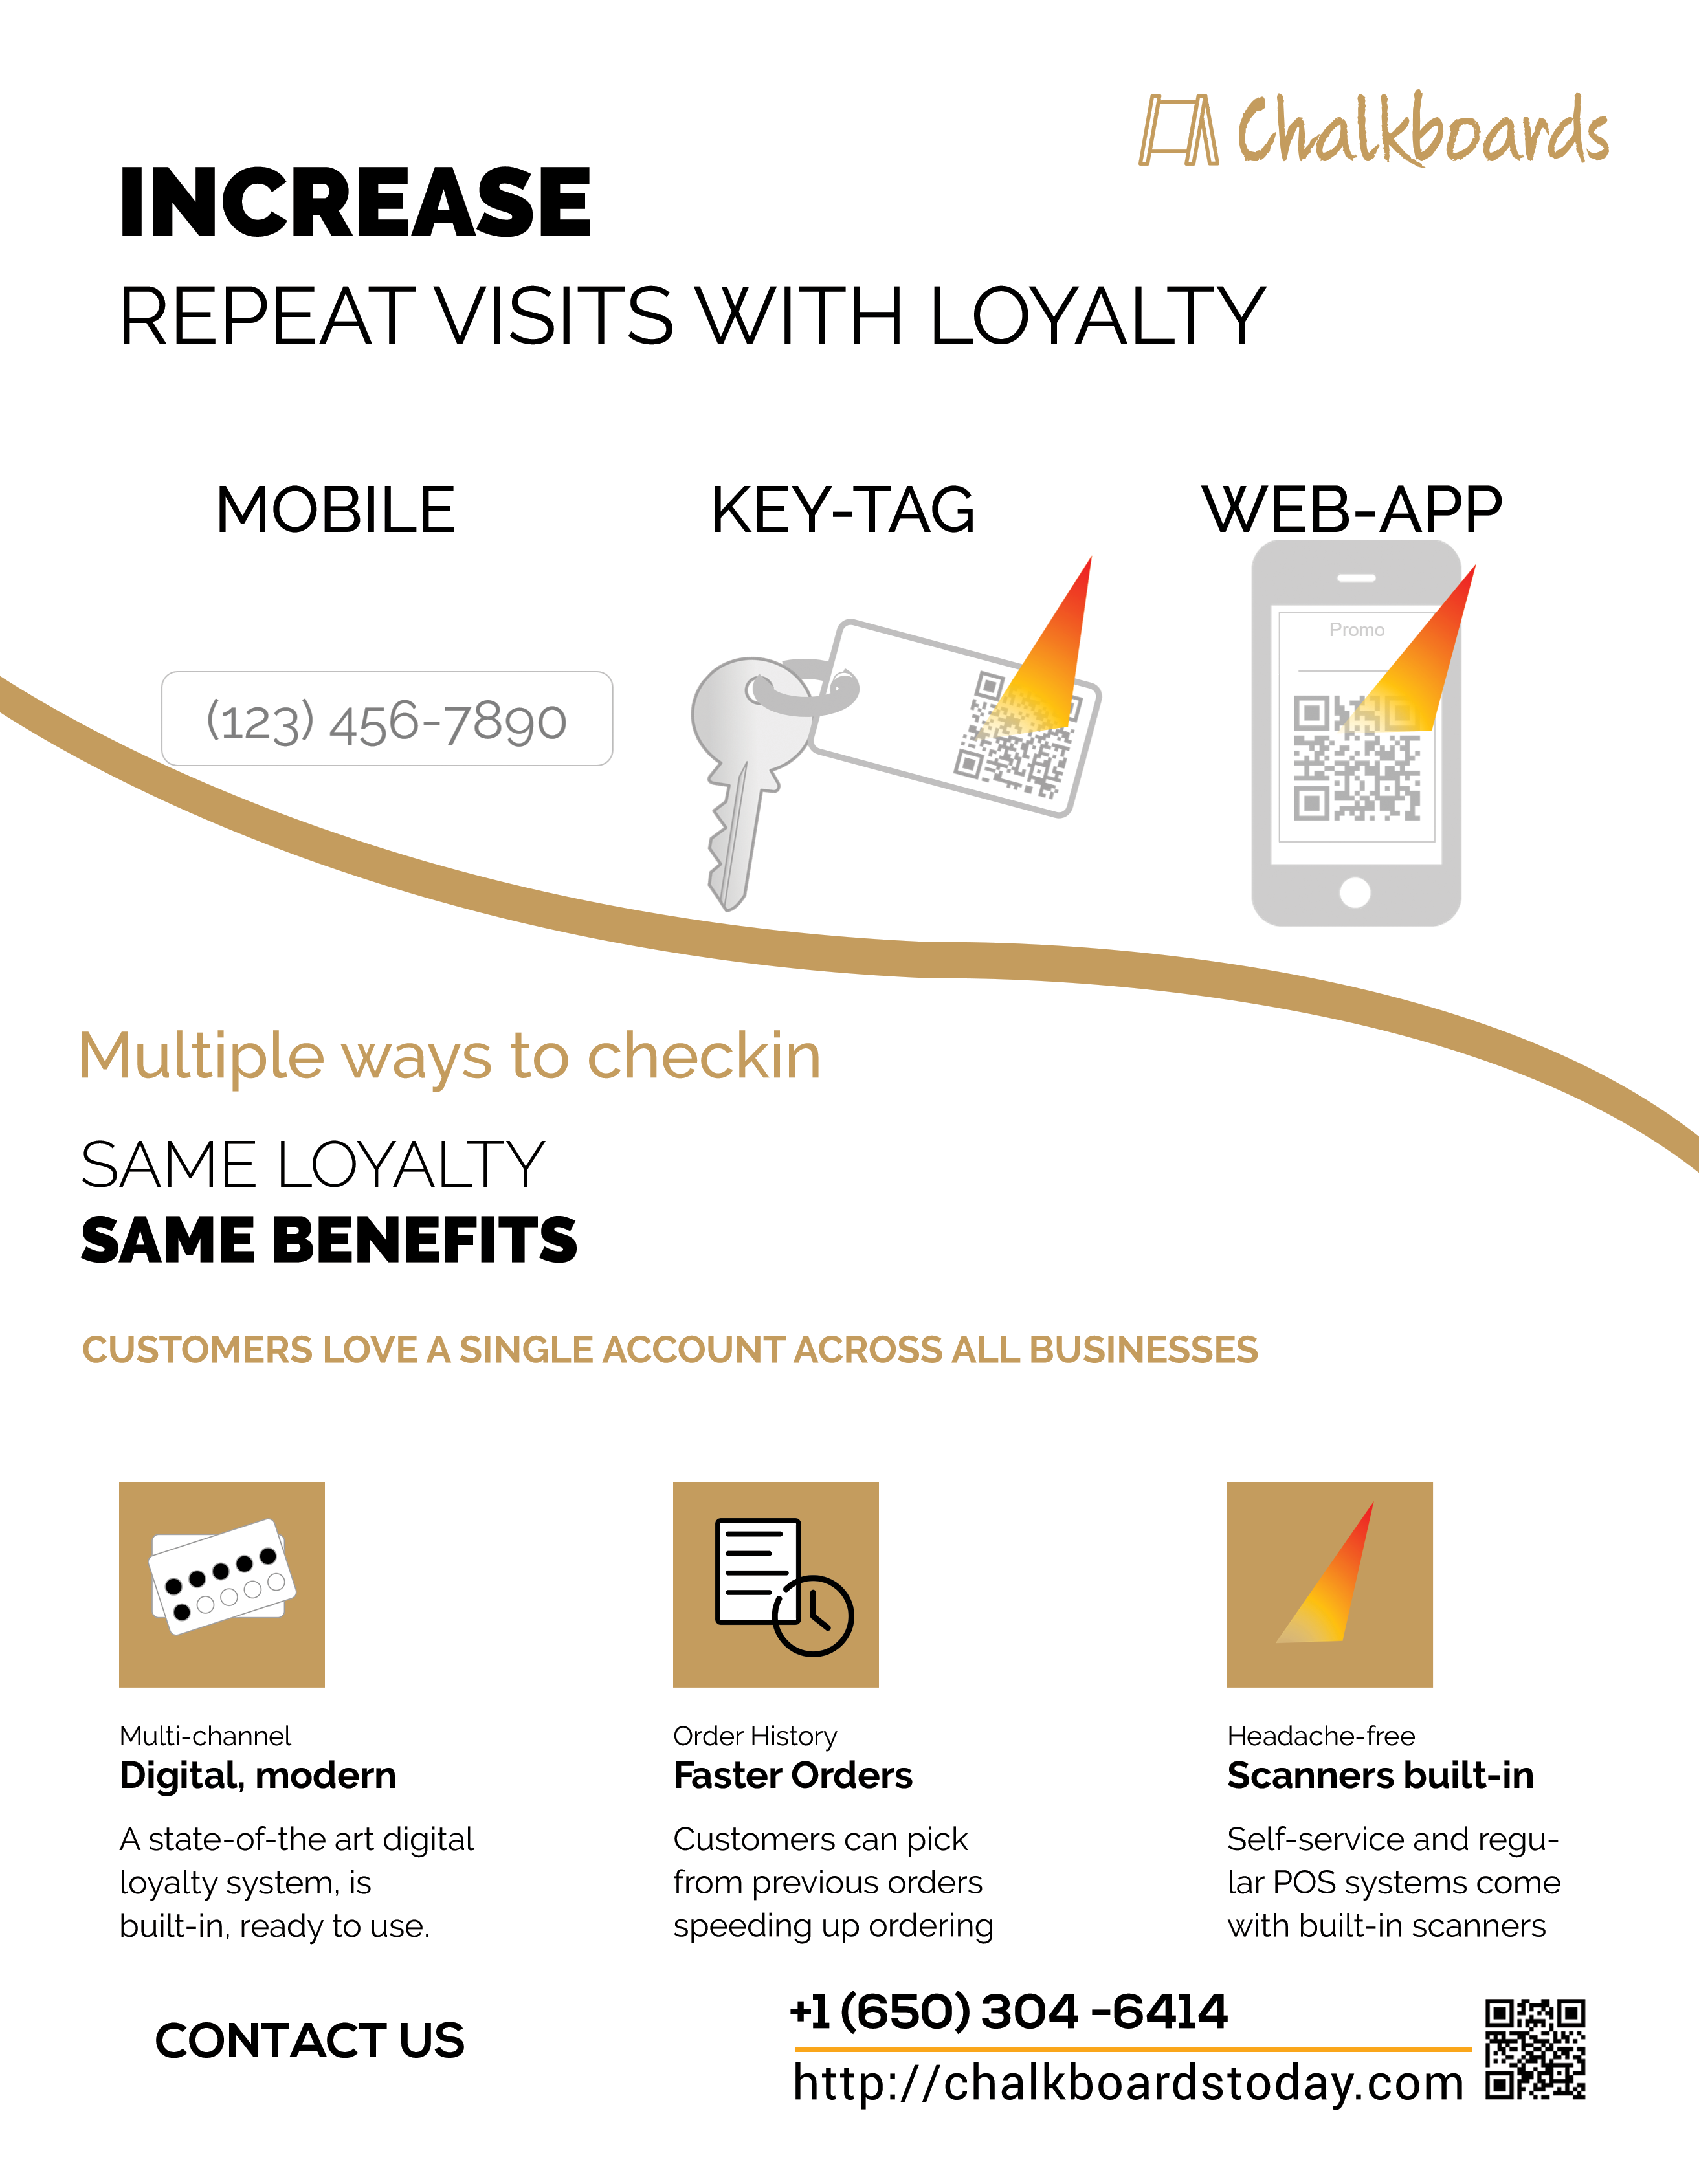 Chalkboards
INCREASE
REPEAT VISITS WITH LOYALTY
MOBILE
KEY-TAG
WEB-APP
Promo
(123) 456-7890
Multiple ways to checkin
SAME LOYALTY
SAME BENEFITS
CUSTOMERS LOVE A SINGLE ACCOUNT ACROSS ALL BUSINESSES
Multi-channel
Digital, modern
A state-of-the art digital
loyalty system, is
built-in, ready to use.
Order History
Faster Orders
Customers can pick
from previous orders
speeding up ordering
Headache-free
Scanners built-in
Self-service and regu-
lar POS systems come
with built-in scanners
CONTACT US
+1 (650) 304 -6414
http://chalkboardstoday.com